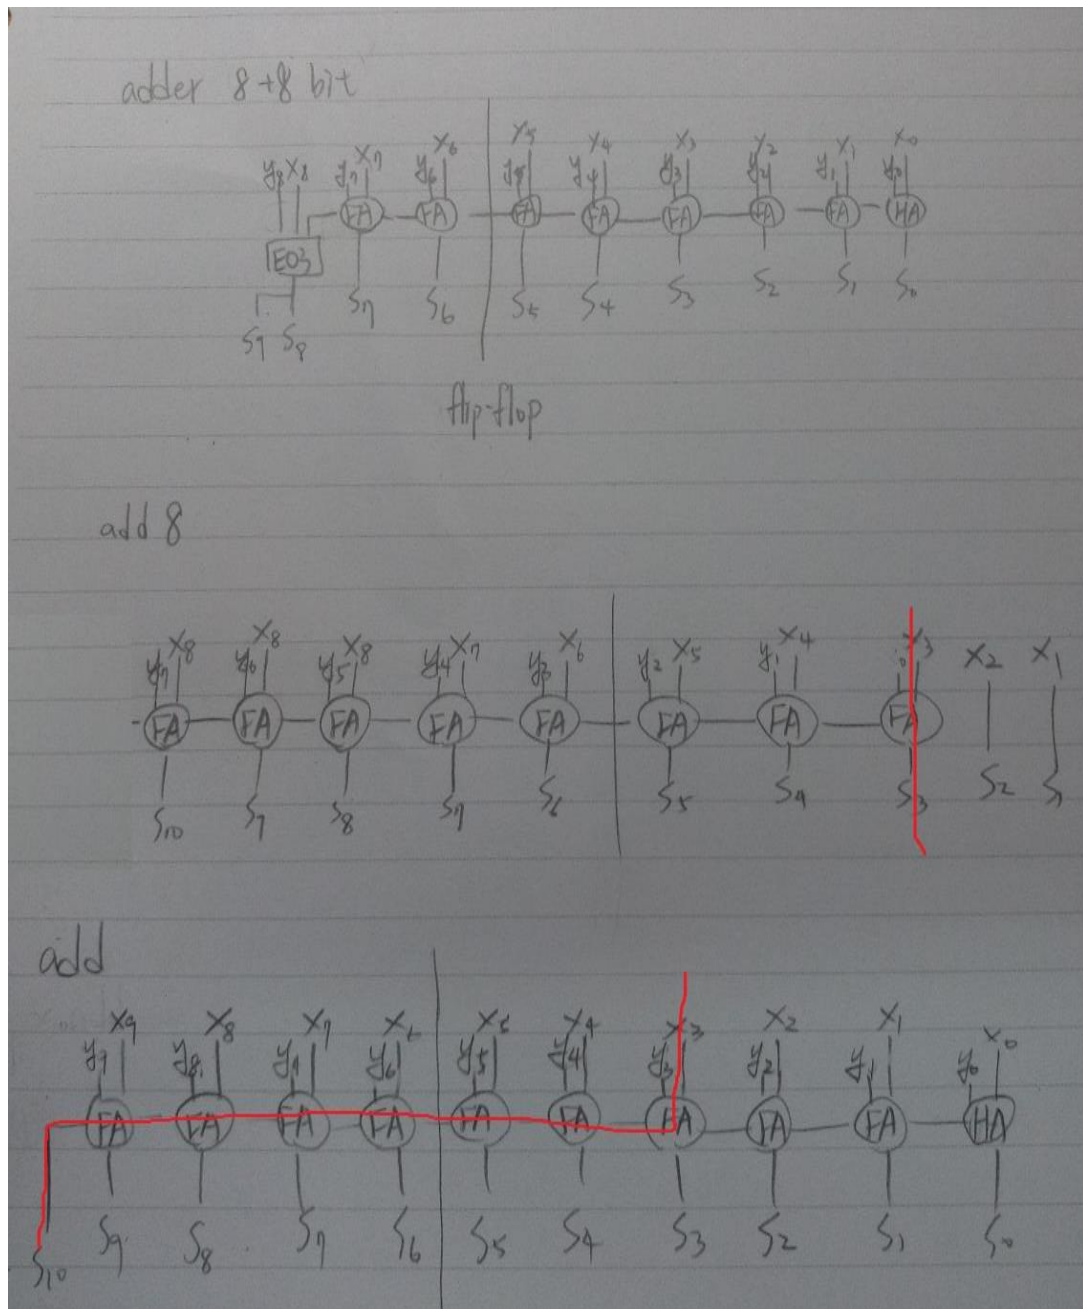 adder 8+8 bit
y8 x8 y7 x7 y6 x6 y5 x5 y4 x4 y3 x3 y2 x2 y1 x1 y0 x0
FA FA FA FA FA FA FA HA
EO3
S9 S8 S7 S6 S5 S4 S3 S2 S1 S0
flip-flop
add 8
y7 x8 y6 x8 y5 x8 y4 x7 y3 x6 y2 x5 y1 x4 x3 x2 x1
FA FA FA FA FA FA FA FA
S10 S9 S8 S7 S6 S5 S4 S3 S2 S1
add
y9 x9 y8 x8 y7 x7 y6 x6 y5 x5 y4 x4 y3 x3 y2 x2 y1 x1 y0 x0
FA FA FA FA FA FA FA FA FA HA
S10 S9 S8 S7 S6 S5 S4 S3 S2 S1 S0